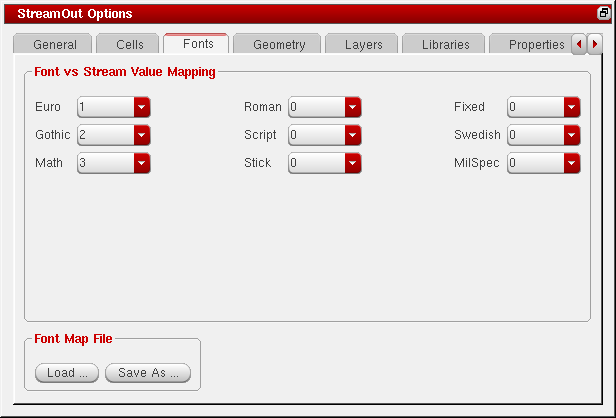 StreamOut Options
General Cells Fonts Geometry Layers Libraries Properties
Font vs Stream Value Mapping
Euro 1 Roman 0 Fixed 0
Gothic 2 Script 0 Swedish 0
Math 3 Stick 0 MilSpec 0
Font Map File
Load ... Save As ...